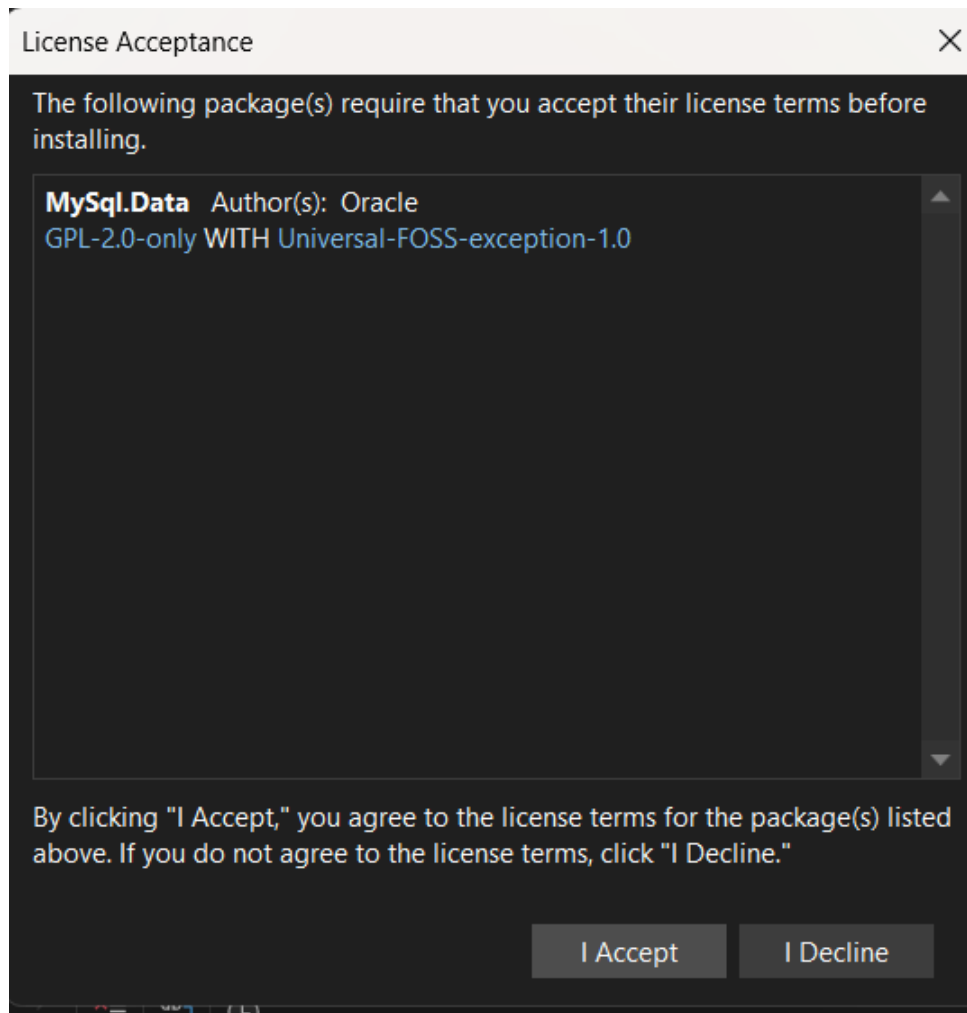 License Acceptance
The following package(s) require that you accept their license terms before
installing.
MySql.Data Author(s): Oracle
GPL-2.0-only WITH Universal-FOSS-exception-1.0
By clicking "I Accept," you agree to the license terms for the package(s) listed
above. If you do not agree to the license terms, click "I Decline."
I Accept I Decline